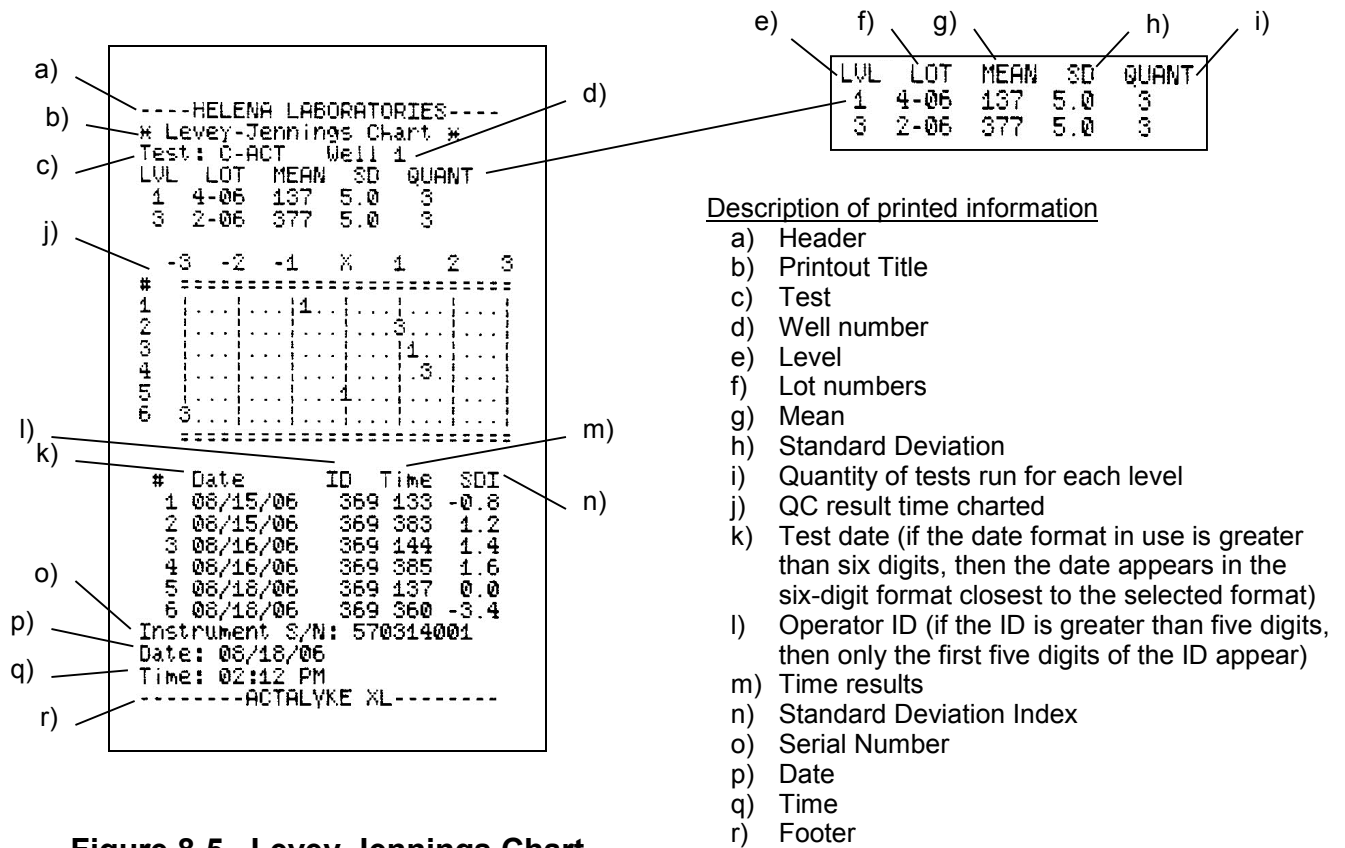 a)
----HELENA LABORATORIES----
b)
* Levey-Jennings Chart *
c)
Test: C-ACT Well 1
d)
LVL LOT MEAN SD QUANT
1 4-06 137 5.0 3
3 2-06 377 5.0 3
j)
-3 -2 -1 X 1 2 3
#
1 |...|...|1..|...|...|...|
2 |...|...|...|...3...|...|
3 |...|...|...|...|1..|...|
4 |...|...|...|...|.3.|...|
5 |...|...|...1...|...|...|
6 3...|...|...|...|...|...|
l)
m)
k)
n)
# Date ID Time SDI
1 08/15/06 369 133 -0.8
2 08/15/06 369 383 1.2
3 08/16/06 369 144 1.4
4 08/16/06 369 385 1.6
5 08/18/06 369 137 0.0
6 08/18/06 369 360 -3.4
o)
Instrument S/N: 570314001
p)
Date: 08/18/06
q)
Time: 02:12 PM
r)
--------ACTALYKE XL--------
Figure 8-5 Levey-Jennings Chart
e) f) g) h) i)
LVL LOT MEAN SD QUANT
1 4-06 137 5.0 3
3 2-06 377 5.0 3
Description of printed information
a) Header
b) Printout Title
c) Test
d) Well number
e) Level
f) Lot numbers
g) Mean
h) Standard Deviation
i) Quantity of tests run for each level
j) QC result time charted
k) Test date (if the date format in use is greater
than six digits, then the date appears in the
six-digit format closest to the selected format)
l) Operator ID (if the ID is greater than five digits,
then only the first five digits of the ID appear)
m) Time results
n) Standard Deviation Index
o) Serial Number
p) Date
q) Time
r) Footer